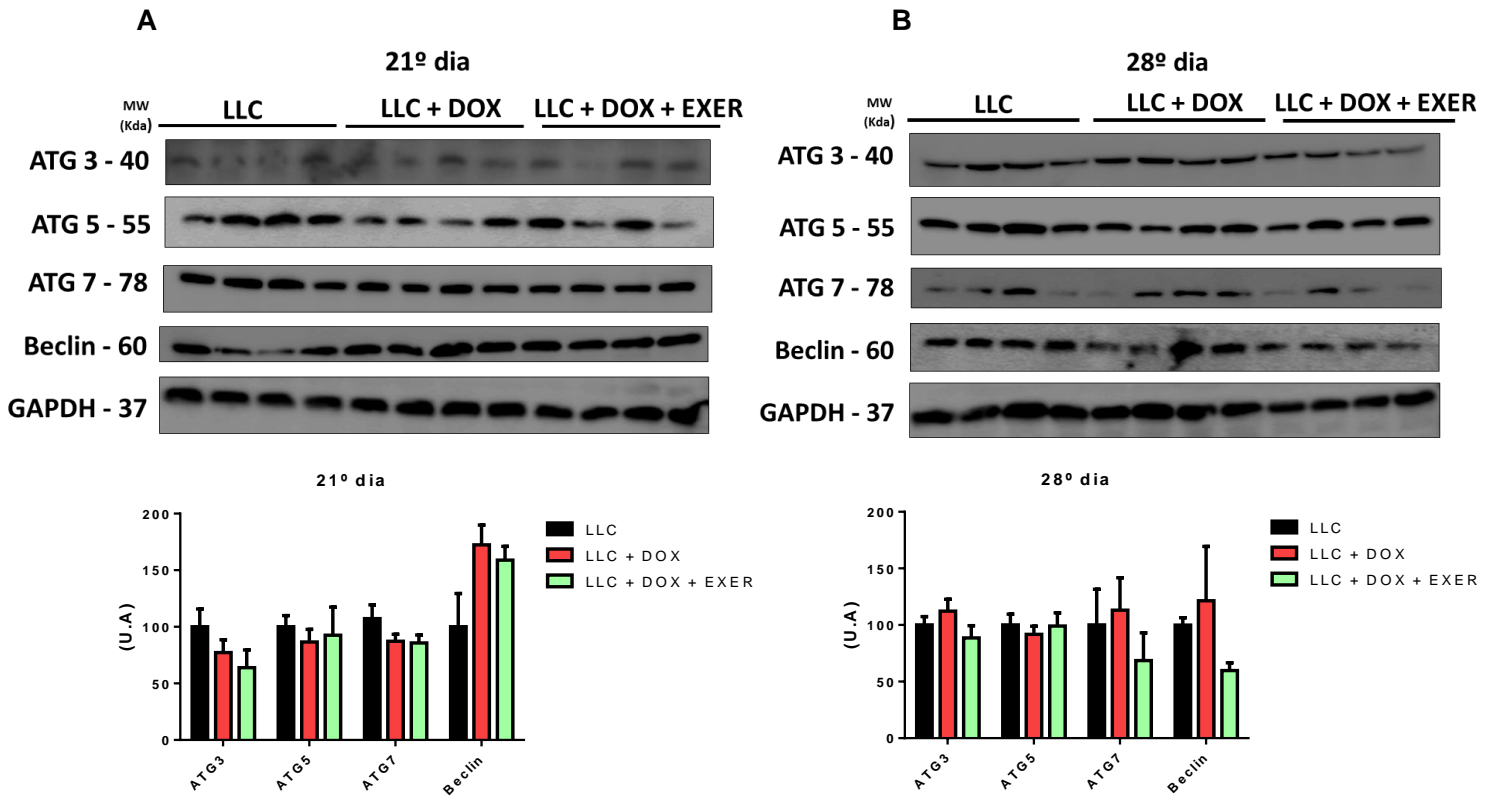 A
21º dia
MW
(Kda)
LLC
LLC + DOX
LLC + DOX + EXER
ATG 3 - 40
ATG 5 - 55
ATG 7 - 78
Beclin - 60
GAPDH - 37
21º dia
(U.A)
200
150
100
50
0
ATG3
ATG5
ATG7
Beclin
LLC
LLC + DOX
LLC + DOX + EXER
B
28º dia
MW
(Kda)
LLC
LLC + DOX
LLC + DOX + EXER
ATG 3 - 40
ATG 5 - 55
ATG 7 - 78
Beclin - 60
GAPDH - 37
28º dia
(U.A)
200
150
100
50
0
ATG3
ATG5
ATG7
Beclin
LLC
LLC + DOX
LLC + DOX + EXER